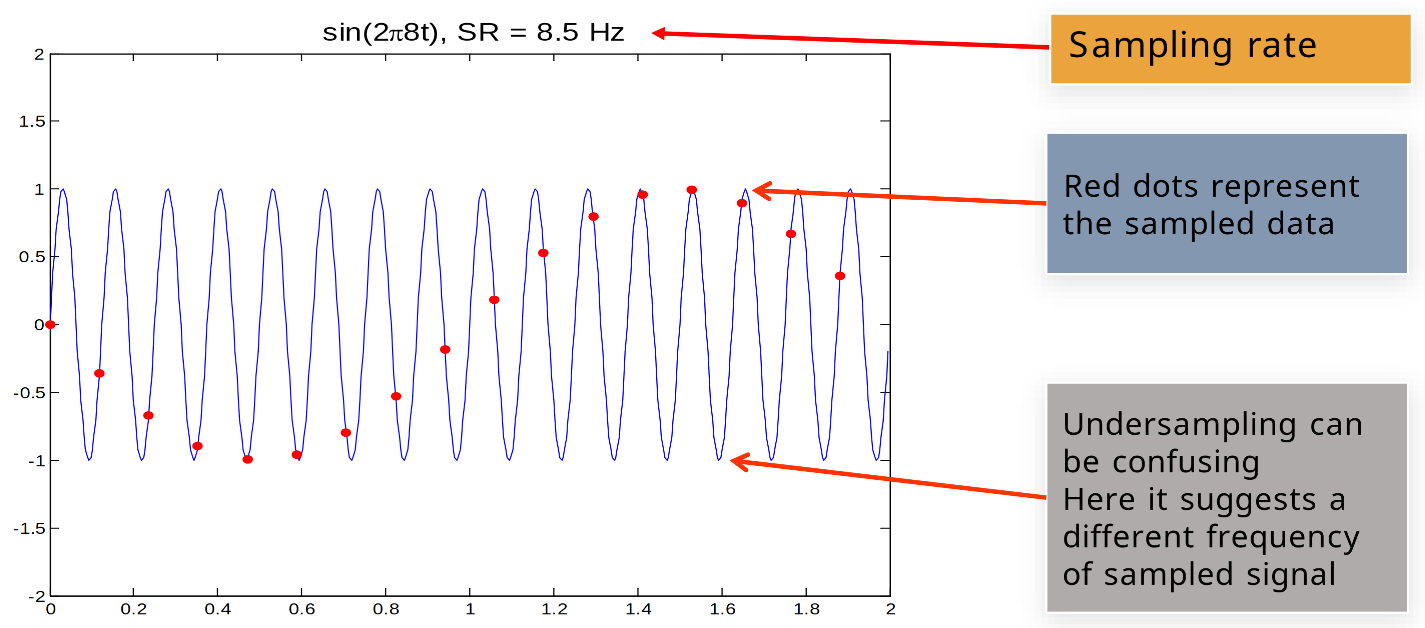 sin(2π8t), SR = 8.5 Hz
Sampling rate
Red dots represent
the sampled data
Undersampling can
be confusing
Here it suggests a
different frequency
of sampled signal
2
1.5
1
0.5
0
-0.5
-1
-1.5
-2
0 0.2 0.4 0.6 0.8 1 1.2 1.4 1.6 1.8 2